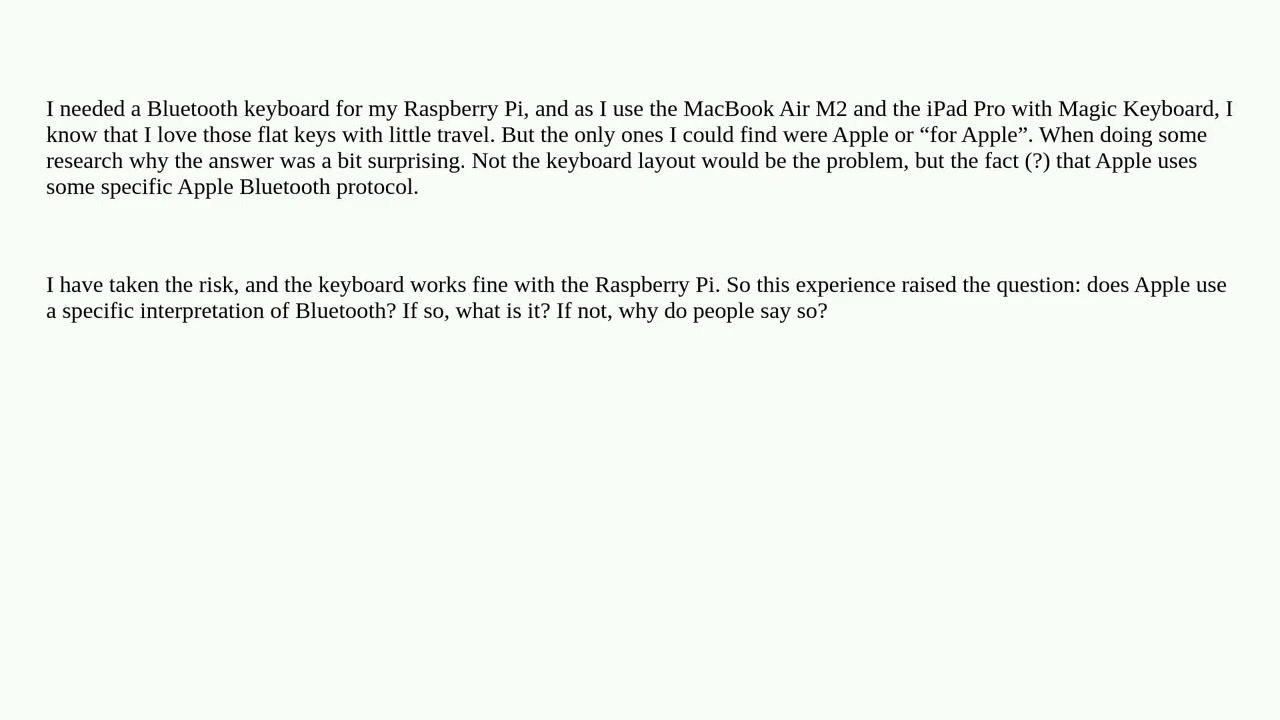 I needed a Bluetooth keyboard for my Raspberry Pi, and as I use the MacBook Air M2 and the iPad Pro with Magic Keyboard, I
know that I love those flat keys with little travel. But the only ones I could find were Apple or “for Apple”. When doing some
research why the answer was a bit surprising. Not the keyboard layout would be the problem, but the fact (?) that Apple uses
some specific Apple Bluetooth protocol.
I have taken the risk, and the keyboard works fine with the Raspberry Pi. So this experience raised the question: does Apple use
a specific interpretation of Bluetooth? If so, what is it? If not, why do people say so?